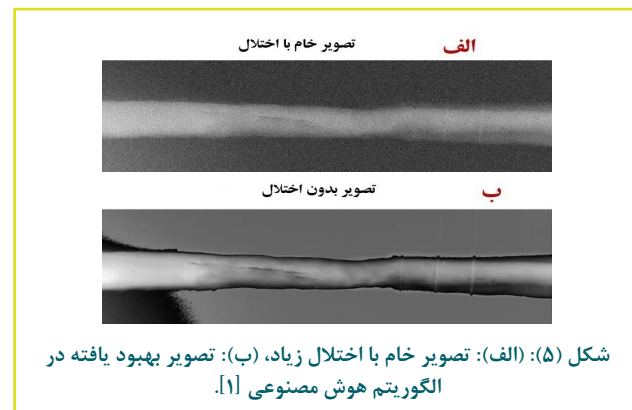 الف
تصویر خام با اختلال
ب
تصویر بدون اختلال
شکل (۵): (الف): تصویر خام با اختلال زیاد، (ب): تصویر بهبود یافته در
الگوریتم هوش مصنوعی [۱].